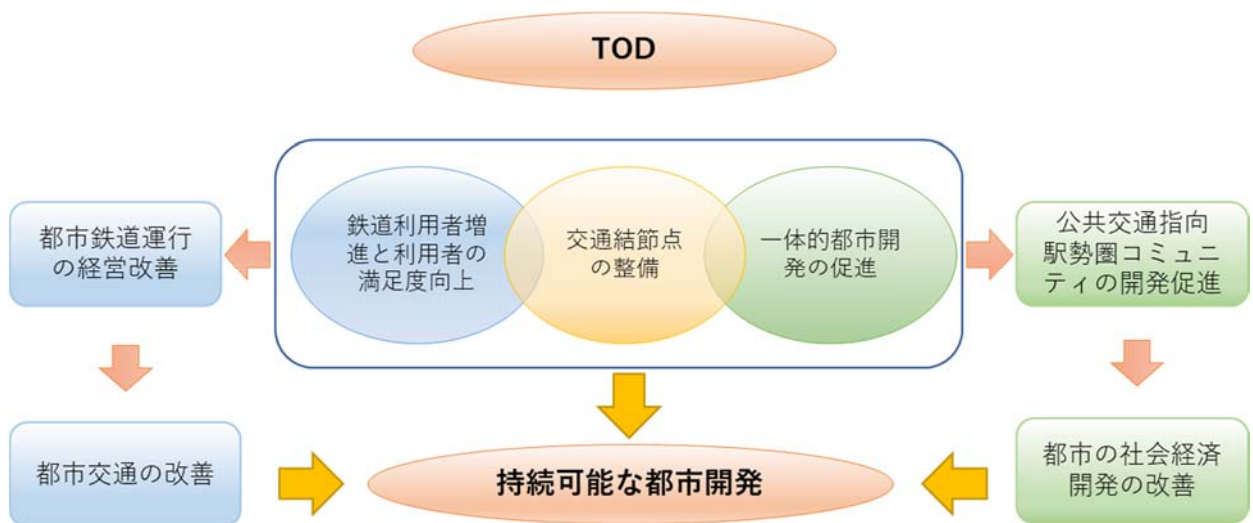 TOD
都市鉄道運行
の経営改善
鉄道利用者増
進と利用者の
満足度向上
交通結節点
の整備
一体的都市開
発の促進
公共交通指向
駅勢圏コミュニ
ティの開発促進
都市交通の改善
持続可能な都市開発
都市の社会経済
開発の改善